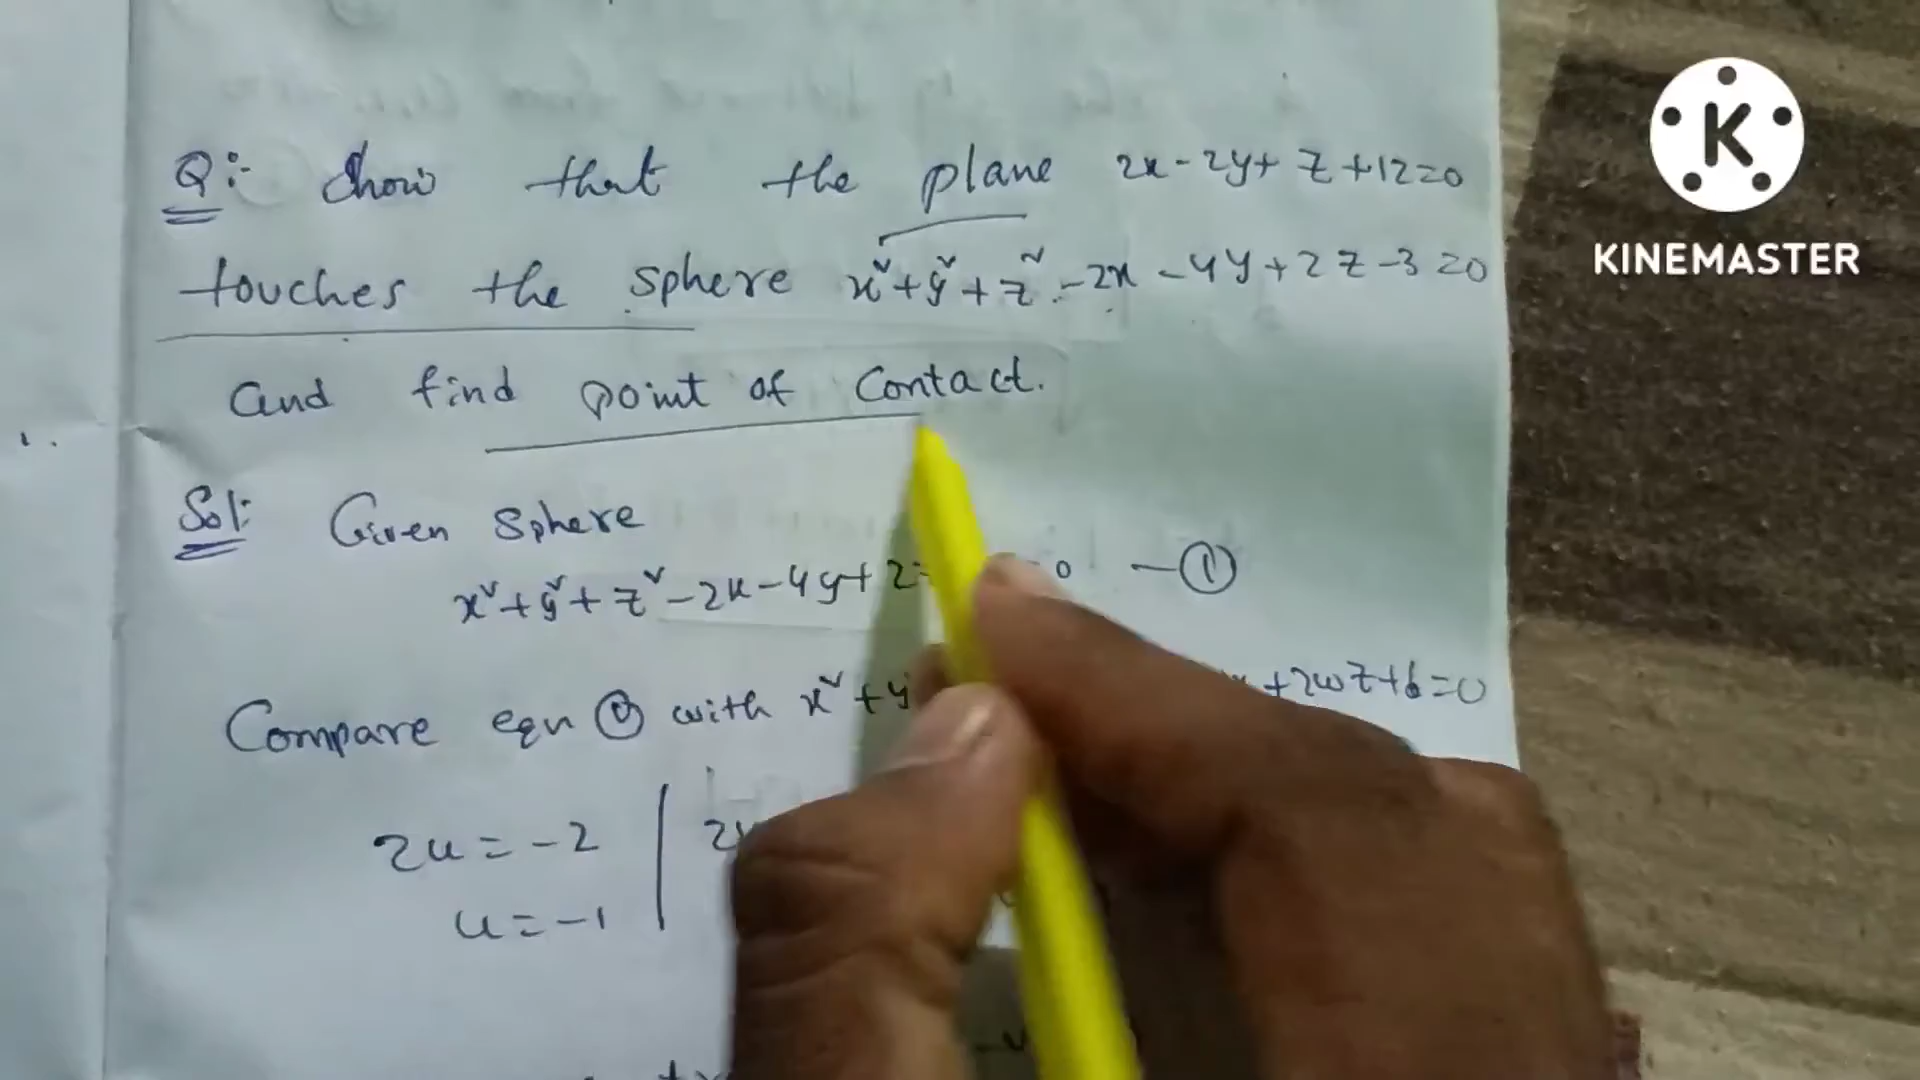 Q:- Show that the plane 2x-2y+z+12=0
touches the sphere x²+y²+z²-2x-4y+2z-3=0
and find point of Contact.
Sol: Given Sphere
x²+y²+z²-2x-4y+2 =0 —①
Compare eqn ① with x²+y +2wz+d=0
2u=-2 | 2v
u=-1
K
KINEMASTER